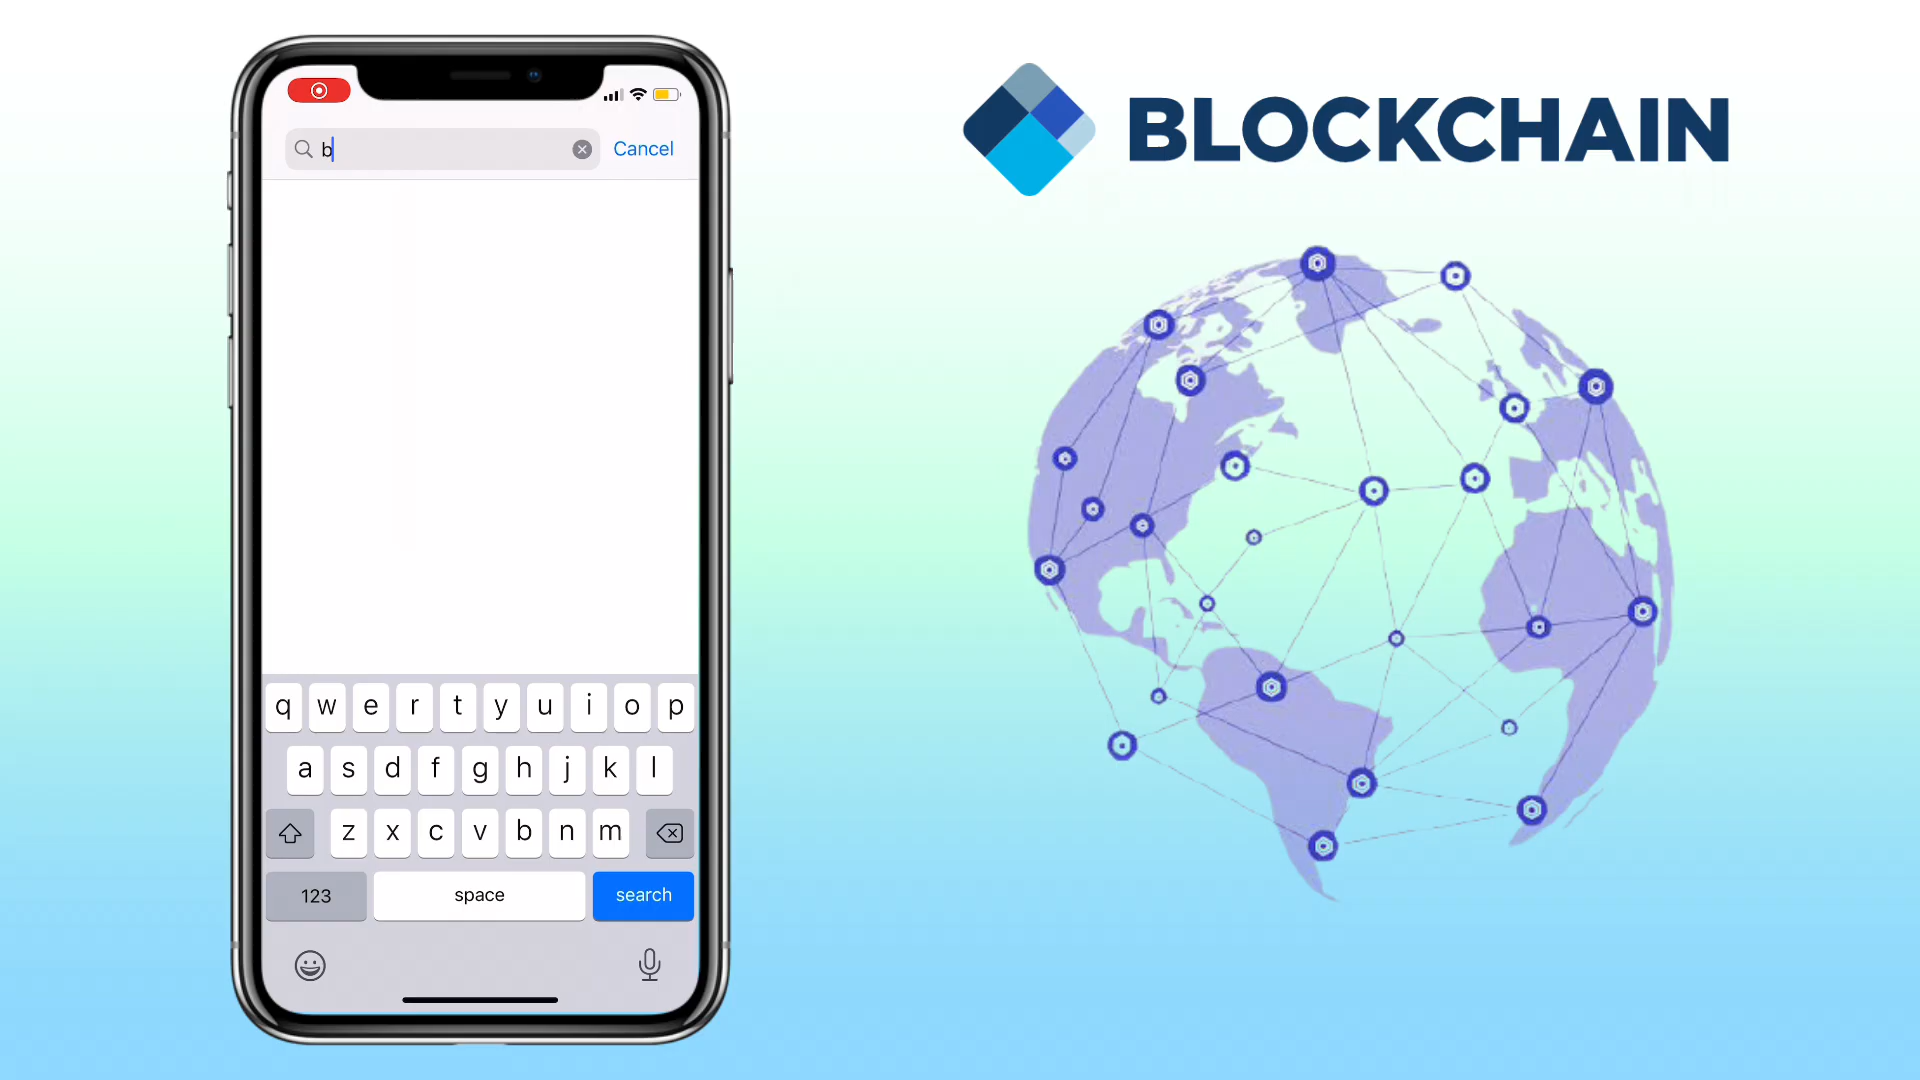 b
Cancel
BLOCKCHAIN
q w e r t y u i o p
a s d f g h j k l
z x c v b n m
123 space search